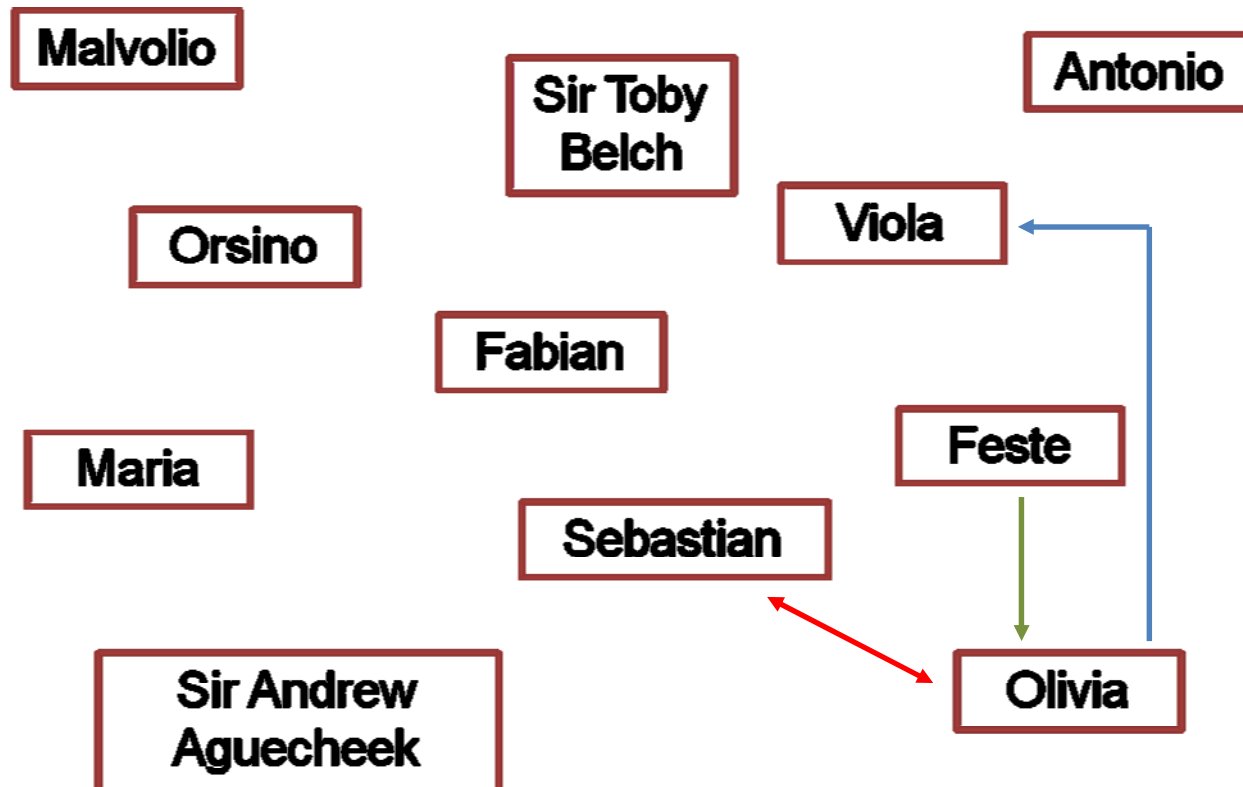 Malvolio
Sir Toby
Belch
Antonio
Viola
Orsino
Fabian
Feste
Maria
Sebastian
Sir Andrew
Aguecheek
Olivia